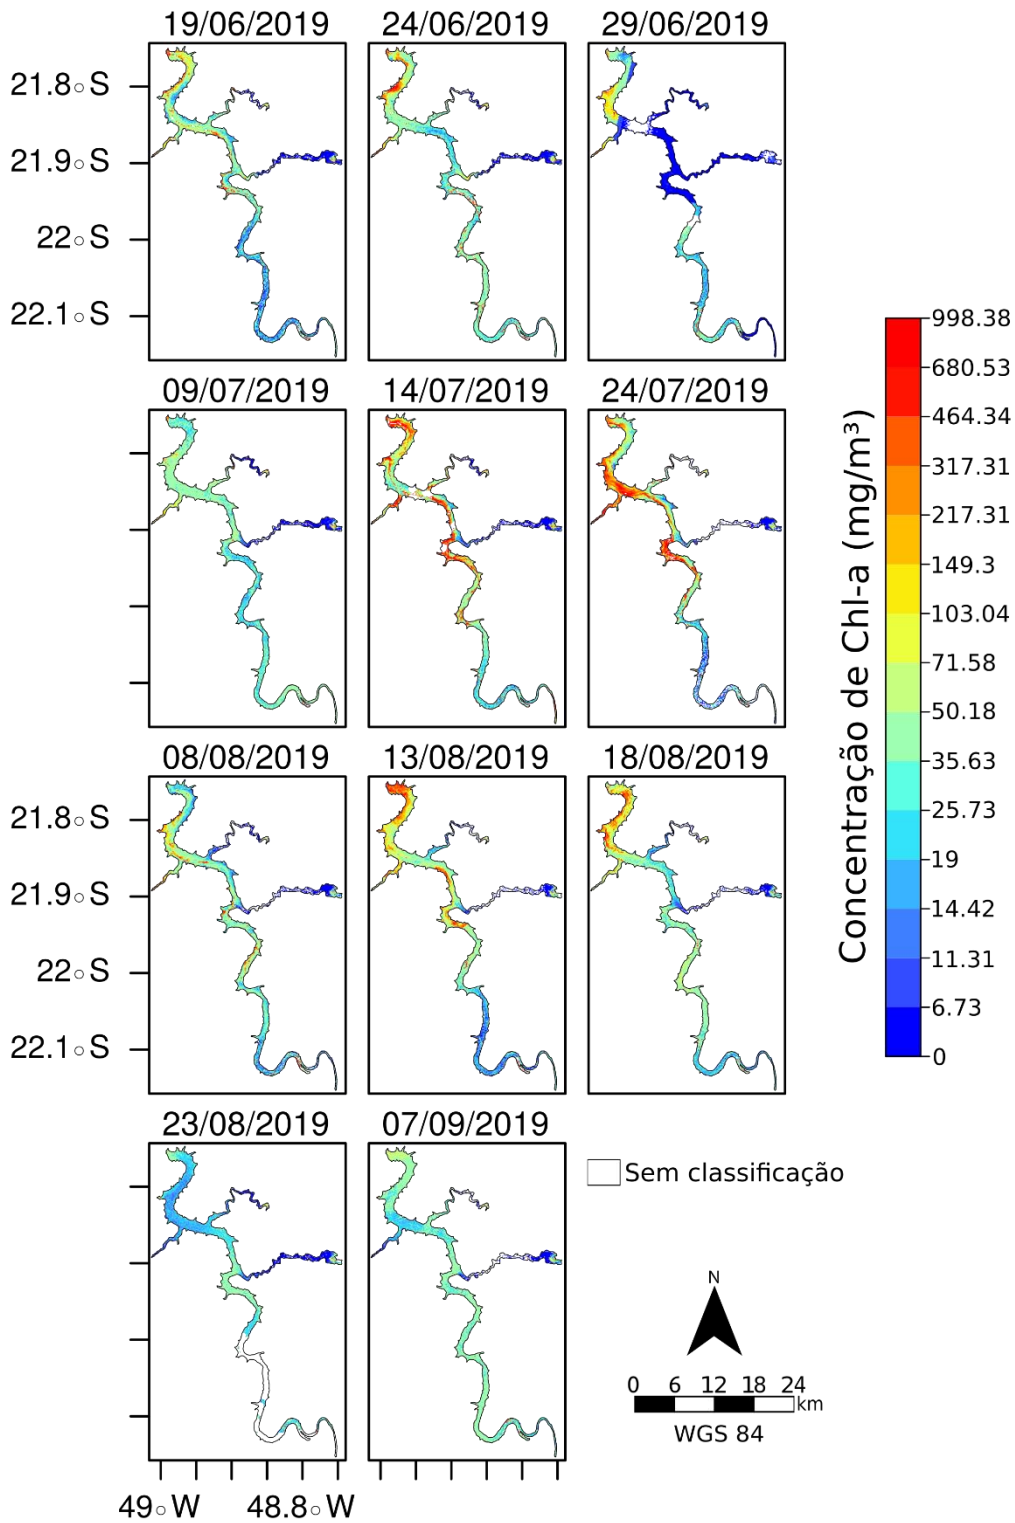 19/06/2019 24/06/2019 29/06/2019
21.8○S
21.9○S
22○S
22.1○S
09/07/2019 14/07/2019 24/07/2019
08/08/2019 13/08/2019 18/08/2019
21.8○S
21.9○S
22○S
22.1○S
23/08/2019 07/09/2019
49○W 48.8○W
Concentração de Chl-a (mg/m³)
998.38
680.53
464.34
317.31
217.31
149.3
103.04
71.58
50.18
35.63
25.73
19
14.42
11.31
6.73
0
Sem classificação
N
0 6 12 18 24
km
WGS 84